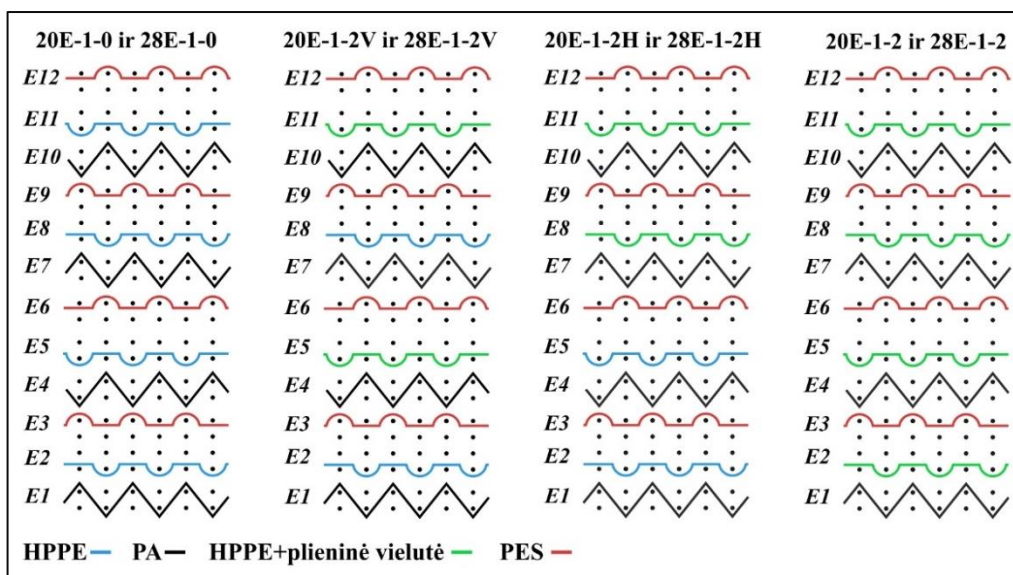 20E-1-0 ir 28E-1-0 20E-1-2V ir 28E-1-2V 20E-1-2H ir 28E-1-2H 20E-1-2 ir 28E-1-2
E12 E12 E12 E12
E11 E11 E11 E11
E10 E10 E10 E10
E9 E9 E9 E9
E8 E8 E8 E8
E7 E7 E7 E7
E6 E6 E6 E6
E5 E5 E5 E5
E4 E4 E4 E4
E3 E3 E3 E3
E2 E2 E2 E2
E1 E1 E1 E1
HPPE PA HPPE+plieninė vielutė PES